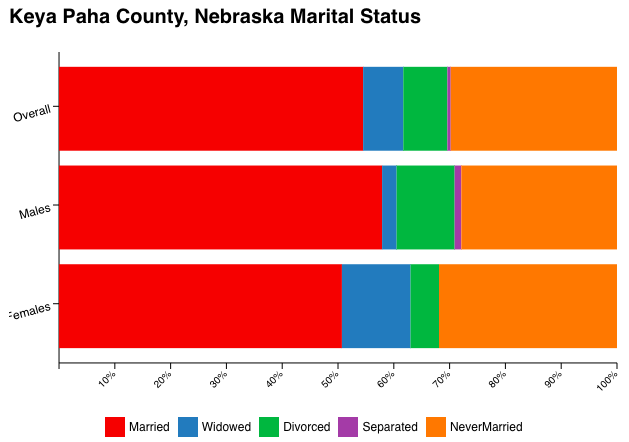 Keya Paha County, Nebraska Marital Status
Overall
Males
Females
10% 20% 30% 40% 50% 60% 70% 80% 90% 100%
Married Widowed Divorced Separated NeverMarried